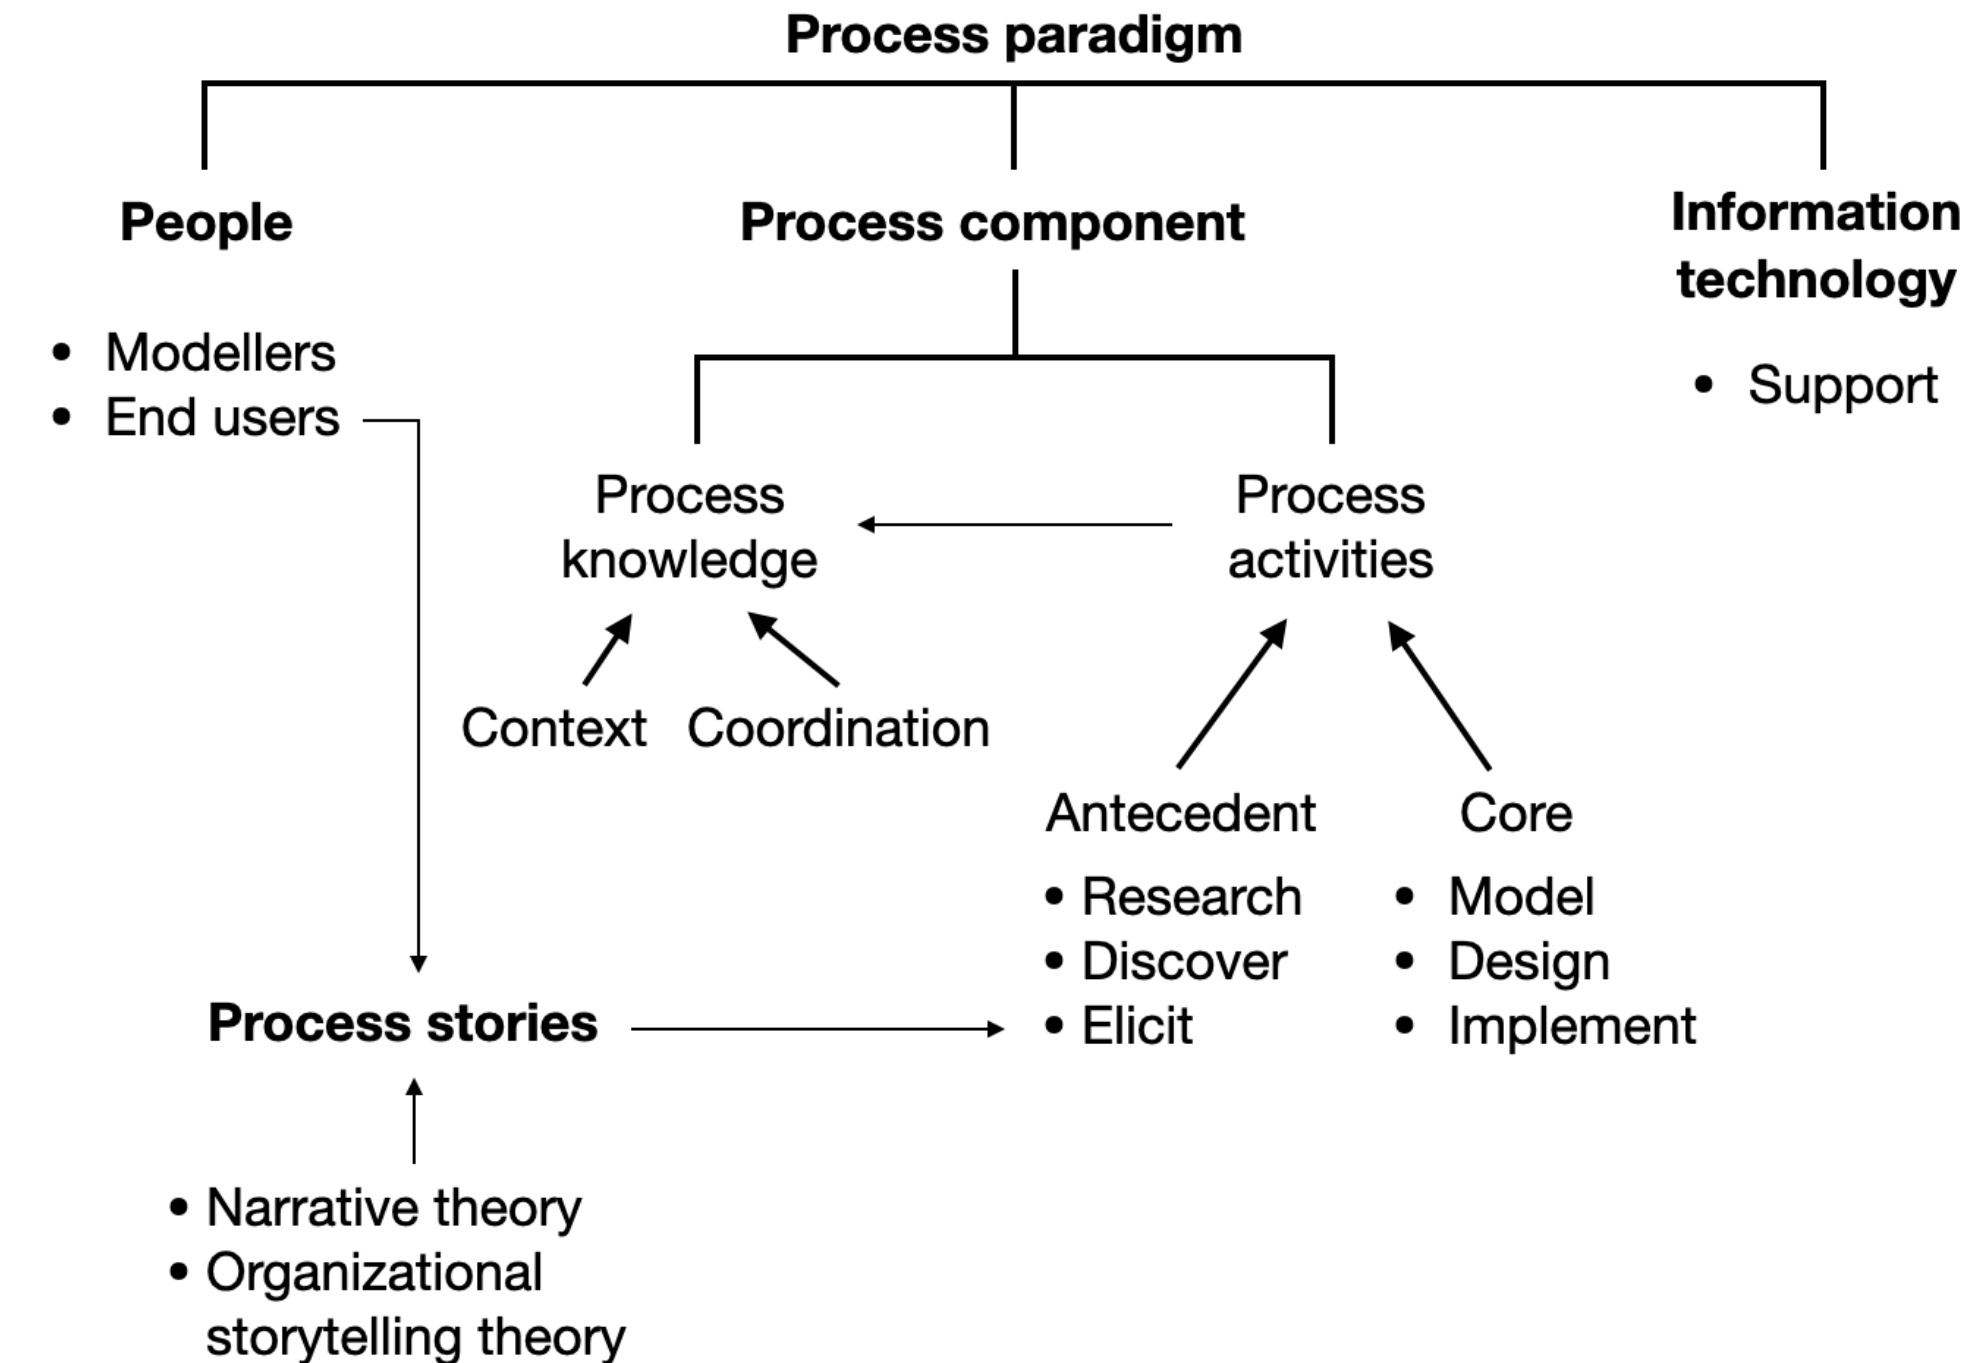 Process paradigm
People
Process component
Information
technology
• Modellers
• End users
• Support
Process
knowledge
Process
activities
Context
Coordination
Antecedent
• Research
• Discover
• Elicit
Core
• Model
• Design
• Implement
Process stories
• Narrative theory
• Organizational
storytelling theory